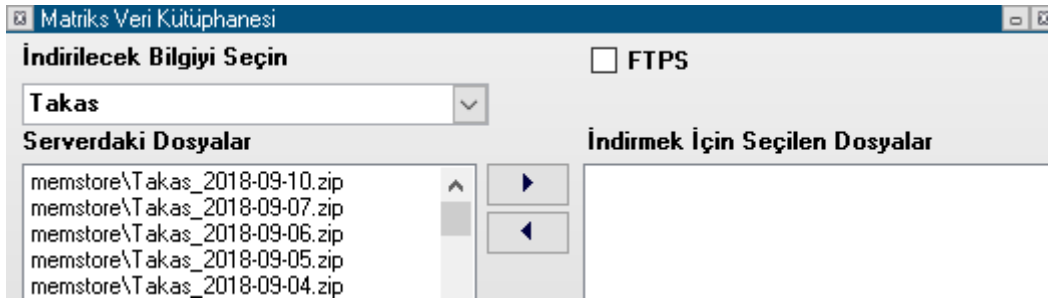 Matriks Veri Kütüphanesi
İndirilecek Bilgiyi Seçin
FTPS
Takas
Serverdaki Dosyalar
İndirmek İçin Seçilen Dosyalar
memstore\Takas_2018-09-10.zip
memstore\Takas_2018-09-07.zip
memstore\Takas_2018-09-06.zip
memstore\Takas_2018-09-05.zip
memstore\Takas_2018-09-04.zip